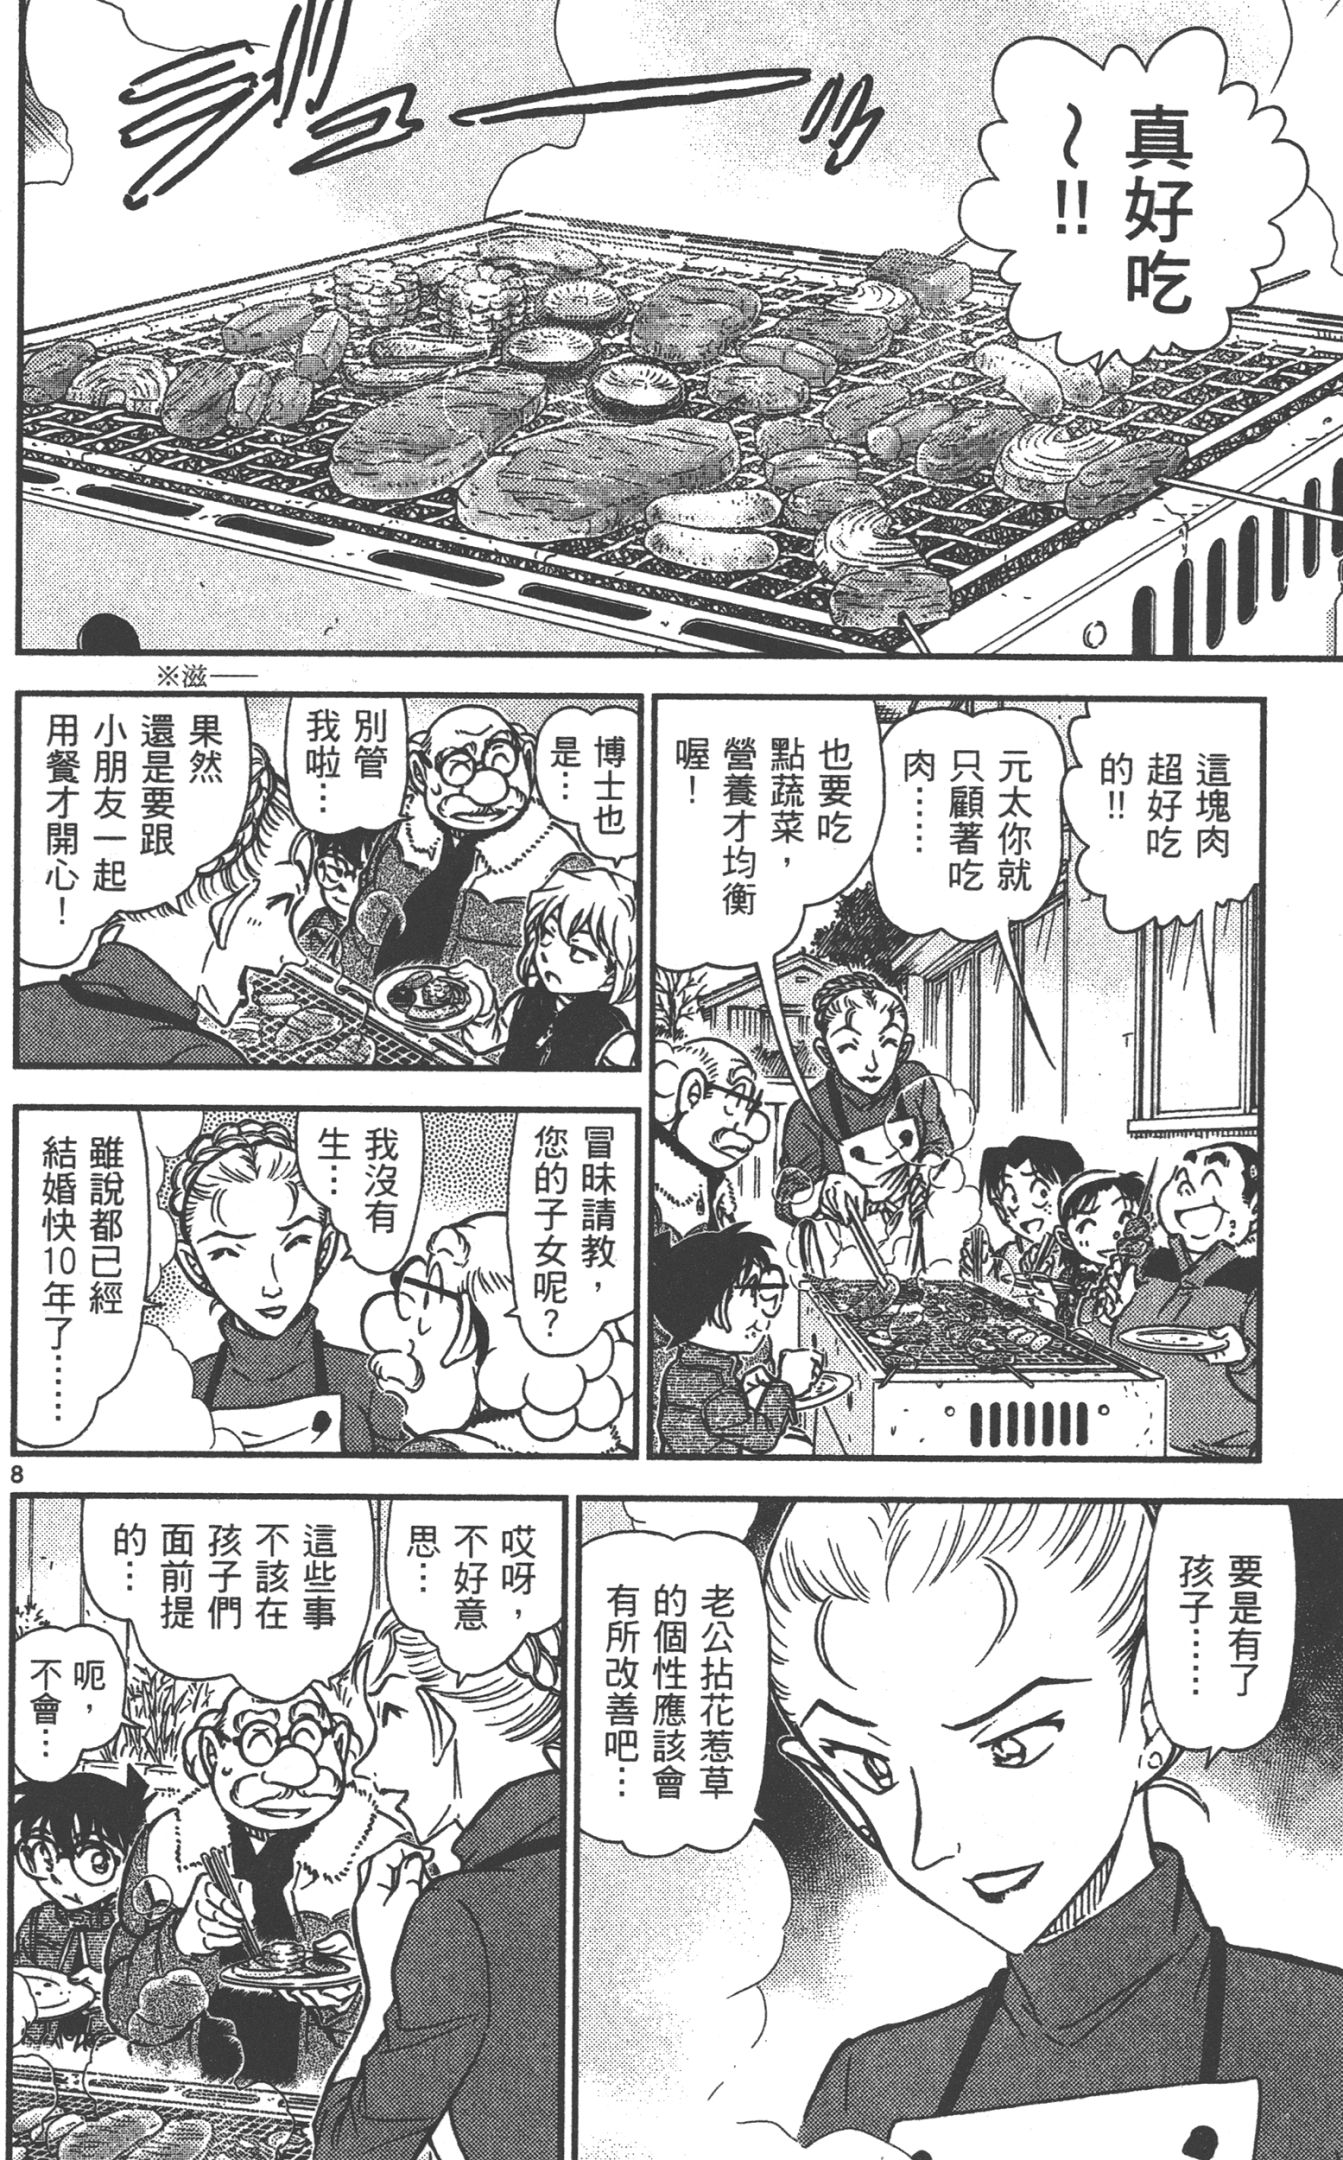 真好吃
～!!
※滋——
這塊肉
超好吃
的!!
元太你就
只顧著吃
肉……
也要吃
點蔬菜，
營養才均衡
喔！
博士也
是…
別管
我啦…
果然
還是要跟
小朋友一起
用餐才開心！
冒昧請教，
您的子女呢？
我沒有
生…
雖說都已經
結婚快10年了……
8
要是有了
孩子……
老公拈花惹草
的個性應該會
有所改善吧…
哎呀，
不好意
思…
這些事
不該在
孩子們
面前提
的…
呃，
不會…